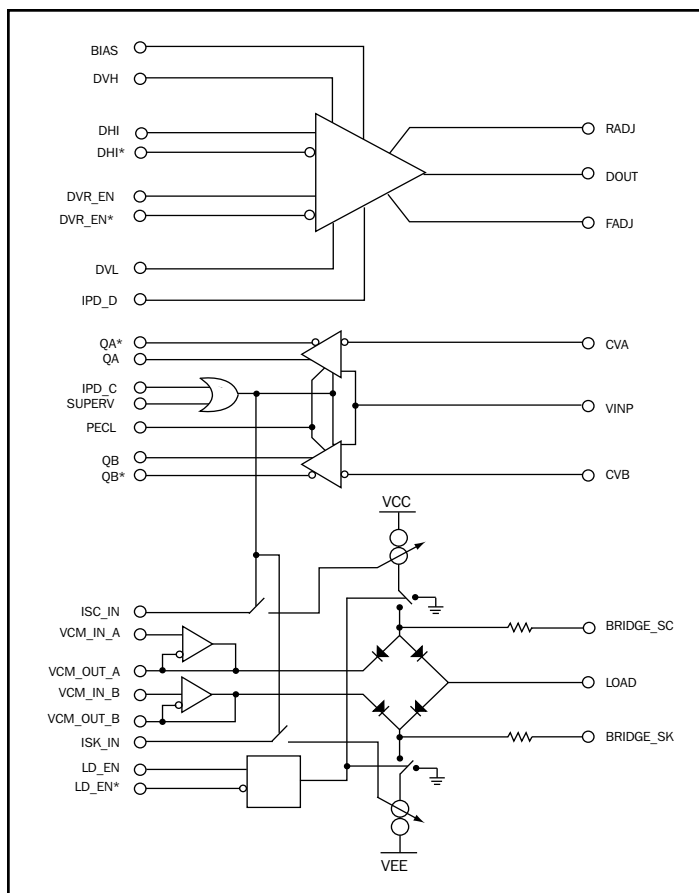 BIAS
DVH
DHI
DHI*
DVR_EN
DVR_EN*
DVL
IPD_D
RADJ
DOUT
FADJ
QA*
QA
IPD_C
SUPERV
PECL
QB
QB*
CVA
VINP
CVB
VCC
ISC_IN
VCM_IN_A
VCM_OUT_A
VCM_IN_B
VCM_OUT_B
ISK_IN
LD_EN
LD_EN*
BRIDGE_SC
LOAD
BRIDGE_SK
VEE